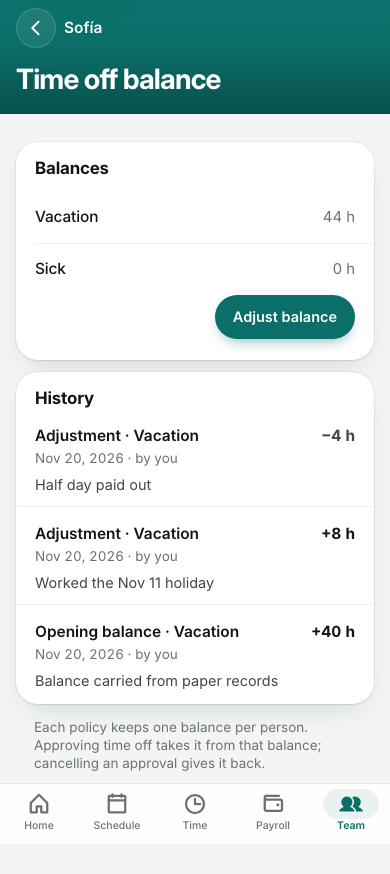 Sofía
Time off balance
Balances
Vacation 44 h
Sick 0 h
Adjust balance
History
Adjustment · Vacation −4 h
Nov 20, 2026 · by you
Half day paid out
Adjustment · Vacation +8 h
Nov 20, 2026 · by you
Worked the Nov 11 holiday
Opening balance · Vacation +40 h
Nov 20, 2026 · by you
Balance carried from paper records
Each policy keeps one balance per person.
Approving time off takes it from that balance;
cancelling an approval gives it back.
Home Schedule Time Payroll Team